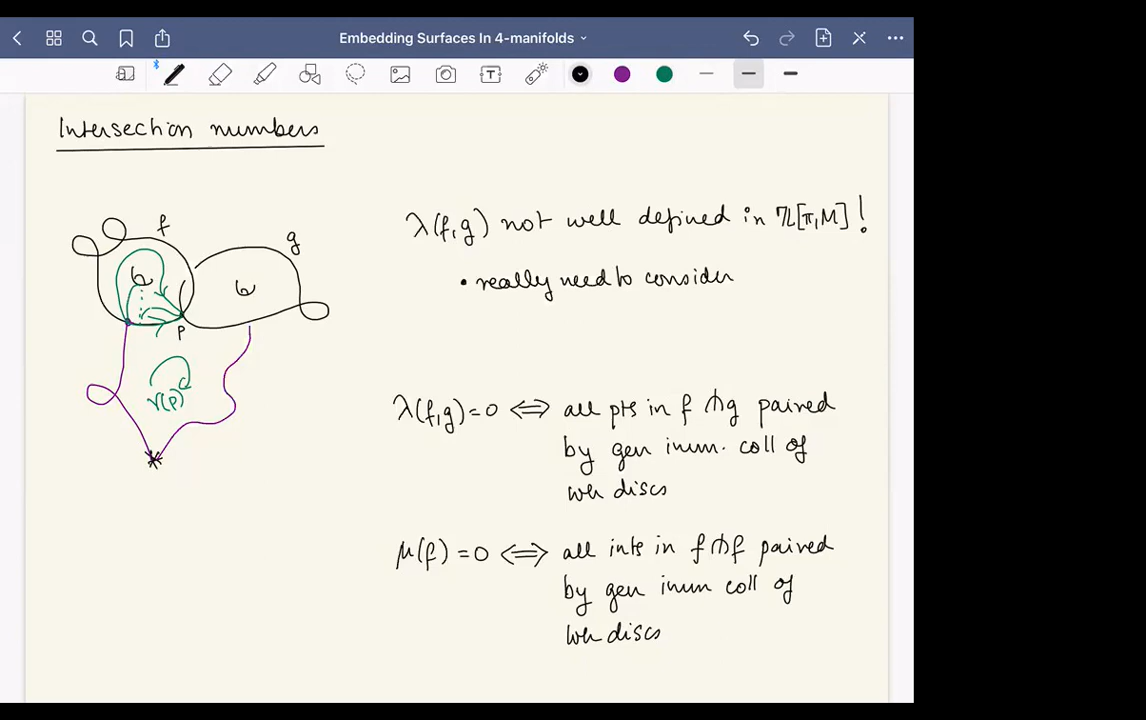 Embedding Surfaces In 4-manifolds
Intersection numbers
f
g
p
γ(p)
*
λ(f,g) not well defined in ℤ[π₁M]!
• really need to consider
λ(f,g)=0 ⟺ all pts in f ⋔ g paired
by gen imm. coll of
wh discs
μ(f)=0 ⟺ all ints in f ⋔ f paired
by gen imm coll of
wh discs